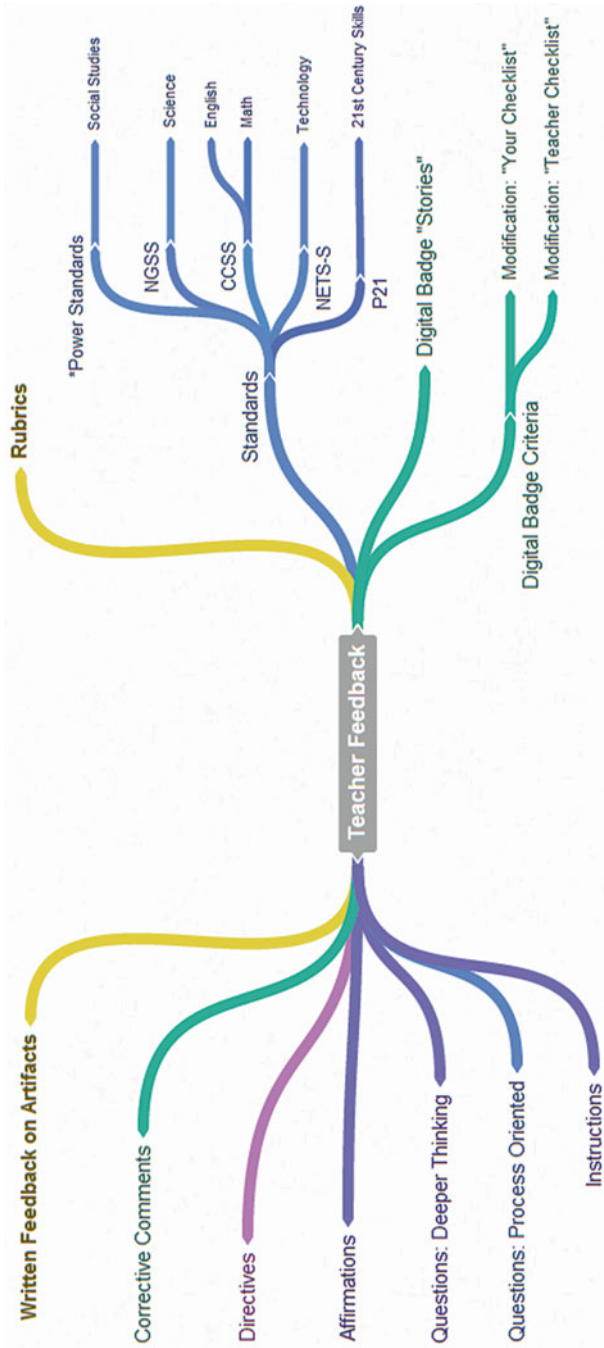 Teacher Feedback
Written Feedback on Artifacts
Corrective Comments
Directives
Affirmations
Questions: Deeper Thinking
Questions: Process Oriented
Instructions
Rubrics
Standards
*Power Standards
Social Studies
NGSS
Science
CCSS
English
Math
NETS-S
Technology
P21
21st Century Skills
Digital Badge "Stories"
Digital Badge Criteria
Modification: "Your Checklist"
Modification: "Teacher Checklist"